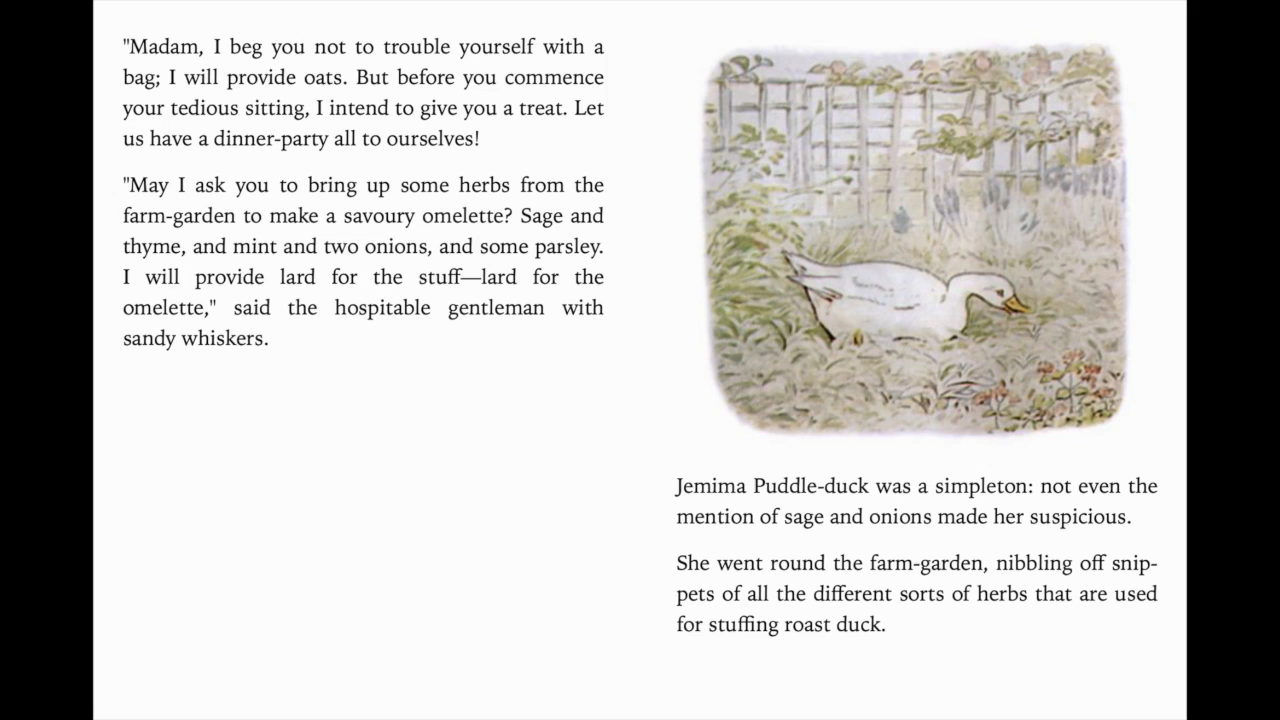 "Madam, I beg you not to trouble yourself with a
bag; I will provide oats. But before you commence
your tedious sitting, I intend to give you a treat. Let
us have a dinner-party all to ourselves!
"May I ask you to bring up some herbs from the
farm-garden to make a savoury omelette? Sage and
thyme, and mint and two onions, and some parsley.
I will provide lard for the stuff—lard for the
omelette," said the hospitable gentleman with
sandy whiskers.
Jemima Puddle-duck was a simpleton: not even the
mention of sage and onions made her suspicious.
She went round the farm-garden, nibbling off snip-
pets of all the different sorts of herbs that are used
for stuffing roast duck.